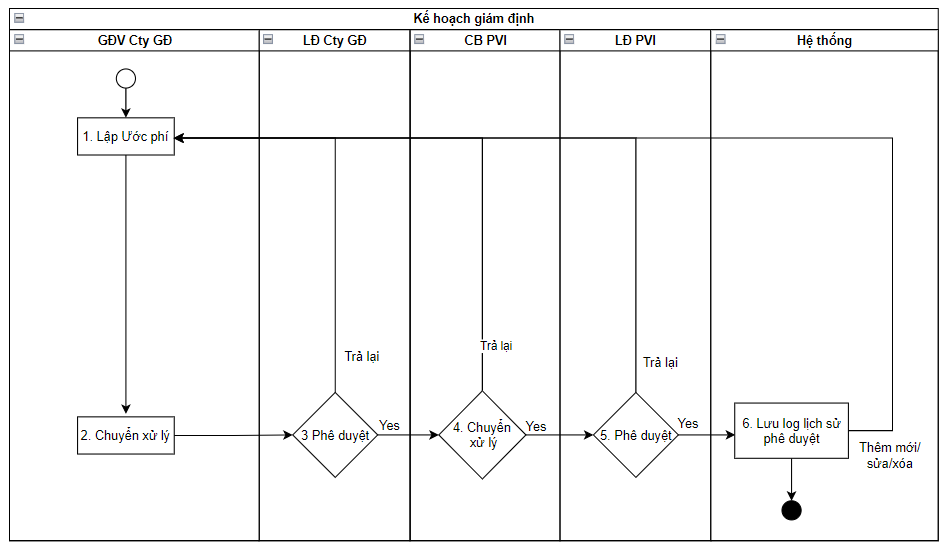 Kế hoạch giám định
GĐV Cty GĐ
LĐ Cty GĐ
CB PVI
LĐ PVI
Hệ thống
1. Lập Ước phí
Trả lại
Trả lại
Trả lại
2. Chuyển xử lý
3 Phê duyệt
Yes
4. Chuyển
xử lý
Yes
5. Phê duyệt
Yes
6. Lưu log lịch sử
phê duyệt
Thêm mới/
sửa/xóa